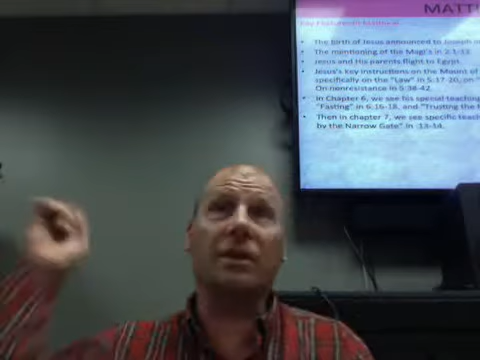 MATT
Key Features in Matthew
The birth of Jesus announced to Joseph
The mentioning of the Magi's in 2:1-12.
Jesus and His parents flight to Egypt.
Jesus's key instructions on the Mount of
specifically on the "Law" in 5:17-20, on "
On nonresistance in 5:38-42.
In Chapter 6, we see his special teaching
"Fasting" in 6:16-18, and "Trusting the
Then in chapter 7, we see specific teac
by the Narrow Gate" in :13-14.